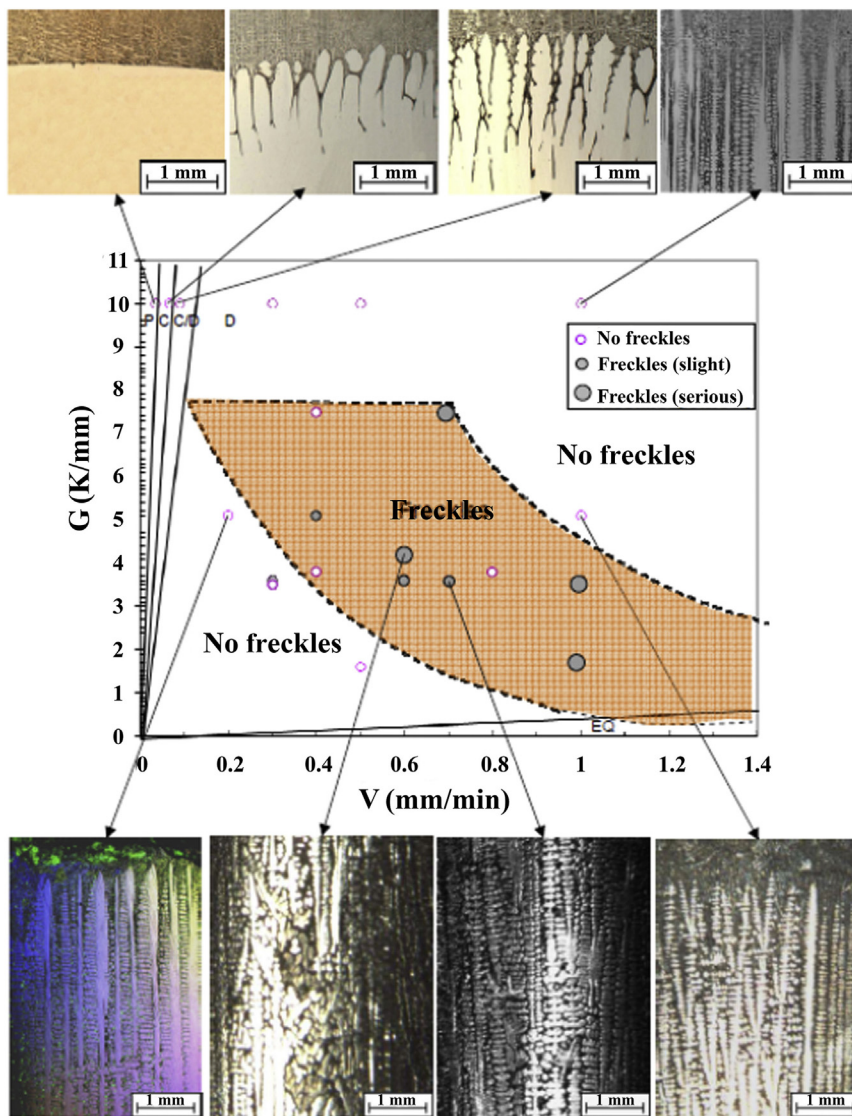 1 mm
1 mm
1 mm
1 mm
11
10
P C C/D D
9
No freckles
Freckles (slight)
8
Freckles (serious)
7
No freckles
G (K/mm)
6
Freckles
5
4
3
No freckles
2
1
EQ
0
0 0.2 0.4 0.6 0.8 1 1.2 1.4
V (mm/min)
1 mm
1 mm
1 mm
1 mm